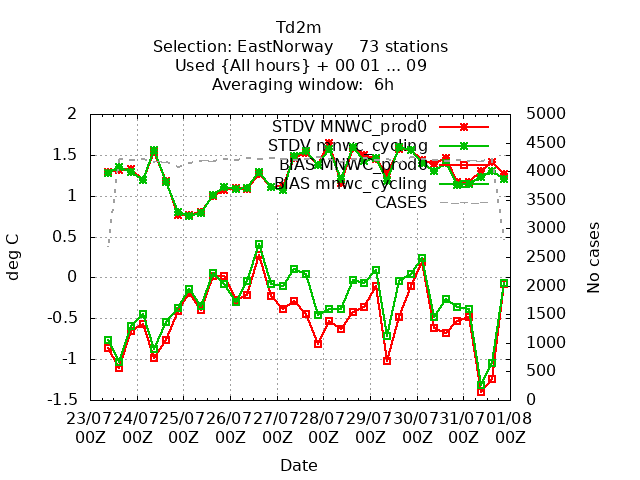 Td2m
Selection: EastNorway 73 stations
Used {All hours} + 00 01 ... 09
Averaging window: 6h
2
1.5
1
0.5
0
-0.5
-1
-1.5
5000
4500
4000
3500
3000
2500
2000
1500
1000
500
0
STDV MNWC_prod0
STDV mnwc_cycling
BIAS MNWC_prod0
BIAS mnwc_cycling
CASES
deg C
No cases
23/07 24/07 25/07 26/07 27/07 28/07 29/07 30/07 31/07 01/08
00Z 00Z 00Z 00Z 00Z 00Z 00Z 00Z 00Z 00Z
Date